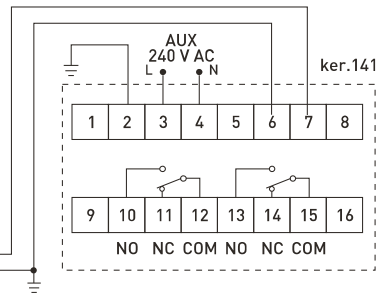 AUX
240 V AC
L N
ker.141
1 2 3 4 5 6 7 8
9 10 11 12 13 14 15 16
NO NC COM NO NC COM